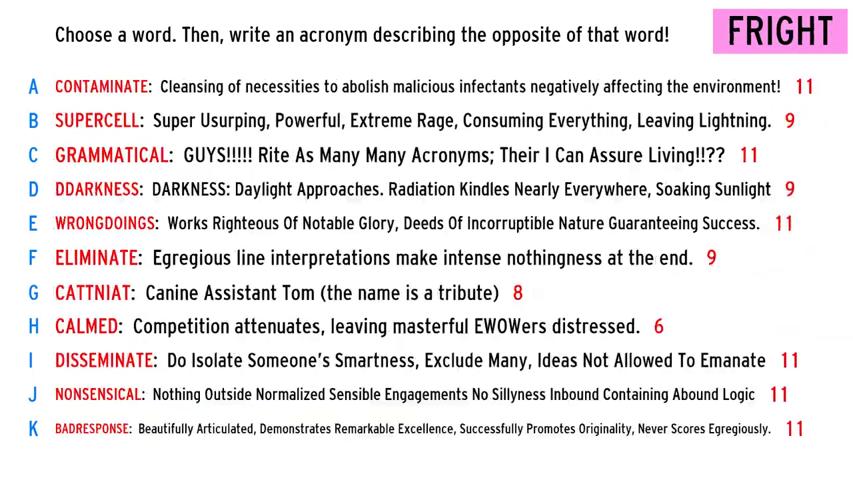 Choose a word. Then, write an acronym describing the opposite of that word!
FRIGHT
A CONTAMINATE: Cleansing of necessities to abolish malicious infectants negatively affecting the environment! 11
B SUPERCELL: Super Usurping, Powerful, Extreme Rage, Consuming Everything, Leaving Lightning. 9
C GRAMMATICAL: GUYS!!!!! Rite As Many Many Acronyms; Their I Can Assure Living!!?? 11
D DDARKNESS: DARKNESS: Daylight Approaches. Radiation Kindles Nearly Everywhere, Soaking Sunlight 9
E WRONGDOINGS: Works Righteous Of Notable Glory, Deeds Of Incorruptible Nature Guaranteeing Success. 11
F ELIMINATE: Egregious line interpretations make intense nothingness at the end. 9
G CATTNIAT: Canine Assistant Tom (the name is a tribute) 8
H CALMED: Competition attenuates, leaving masterful EWOWers distressed. 6
I DISSEMINATE: Do Isolate Someone's Smartness, Exclude Many, Ideas Not Allowed To Emanate 11
J NONSENSICAL: Nothing Outside Normalized Sensible Engagements No Sillyness Inbound Containing Abound Logic 11
K BADRESPONSE: Beautifully Articulated, Demonstrates Remarkable Excellence, Successfully Promotes Originality, Never Scores Egregiously. 11